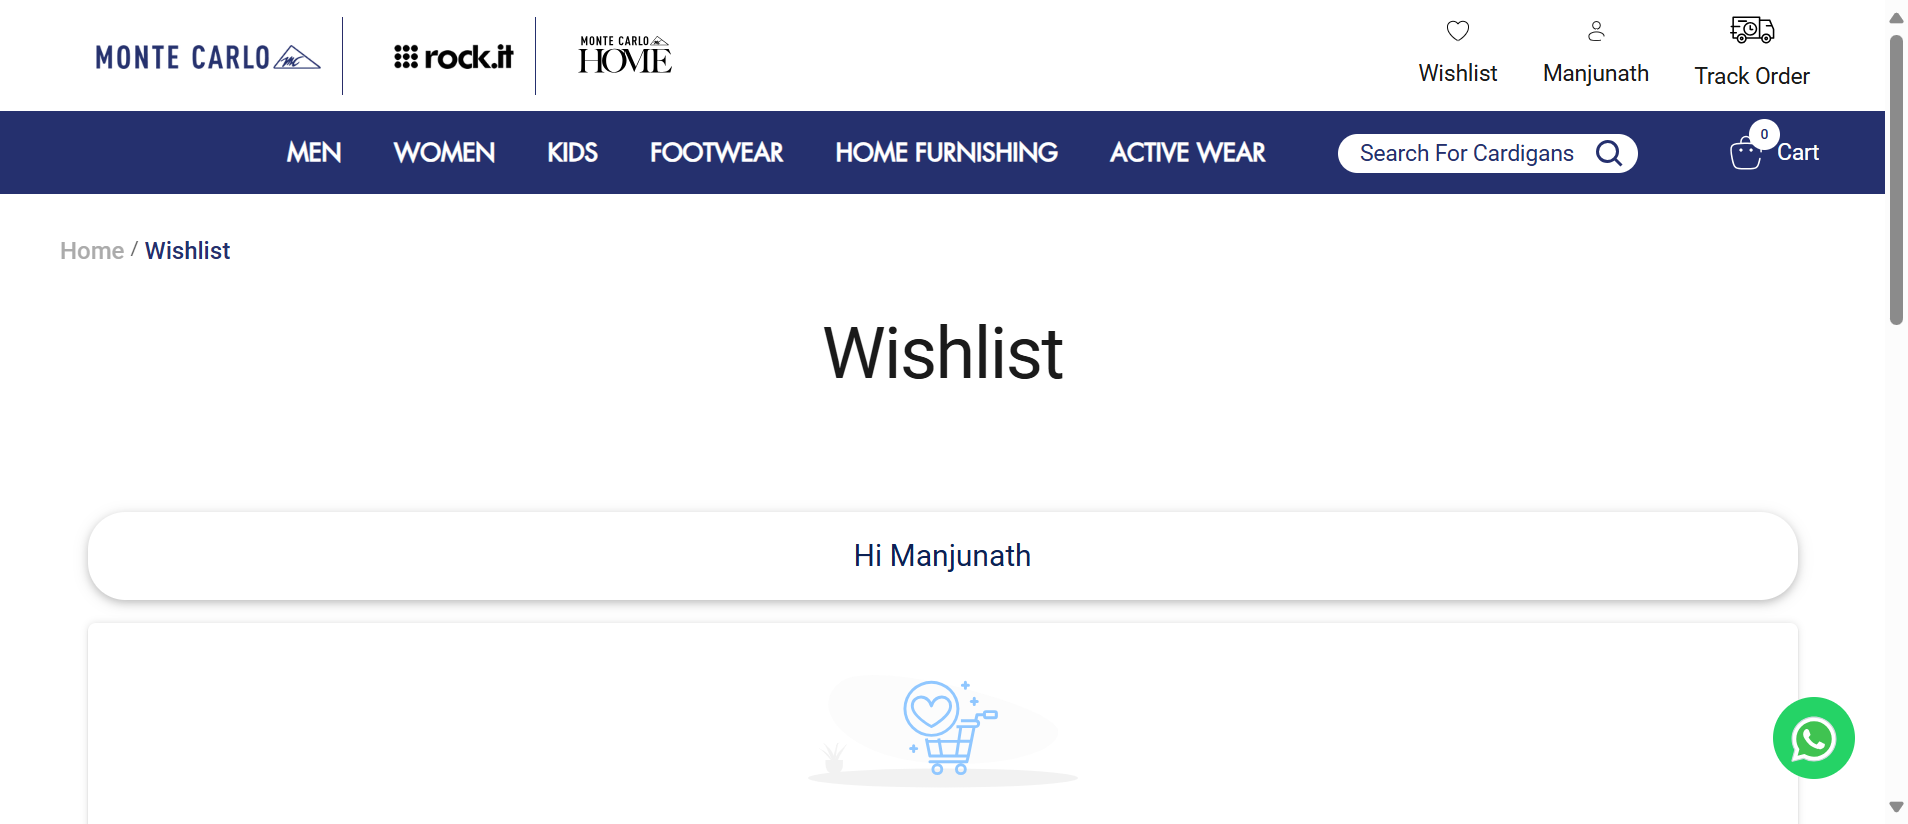 MONTE CARLO
rock.it
MONTE CARLO
HOME
Wishlist
Manjunath
Track Order
MEN WOMEN KIDS FOOTWEAR HOME FURNISHING ACTIVE WEAR
Search For Cardigans
0
Cart
Home / Wishlist
Wishlist
Hi Manjunath